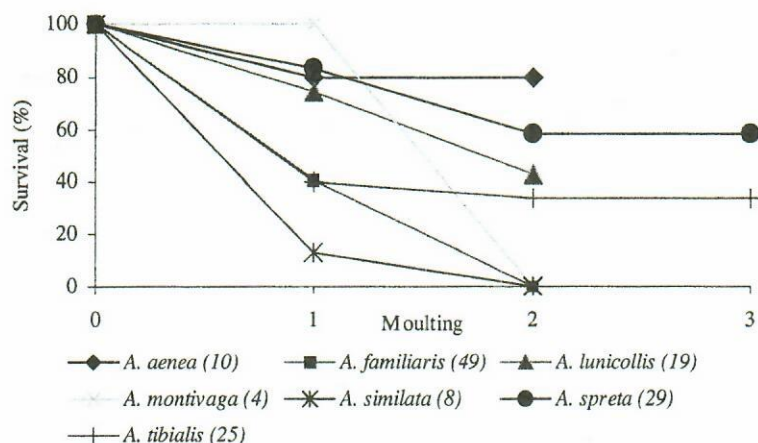 100
80
60
40
20
0
Survival (%)
0 1 2 3
Moulting
A. aenea (10) A. familiaris (49) A. lunicollis (19)
A. montivaga (4) A. similata (8) A. spreta (29)
A. tibialis (25)